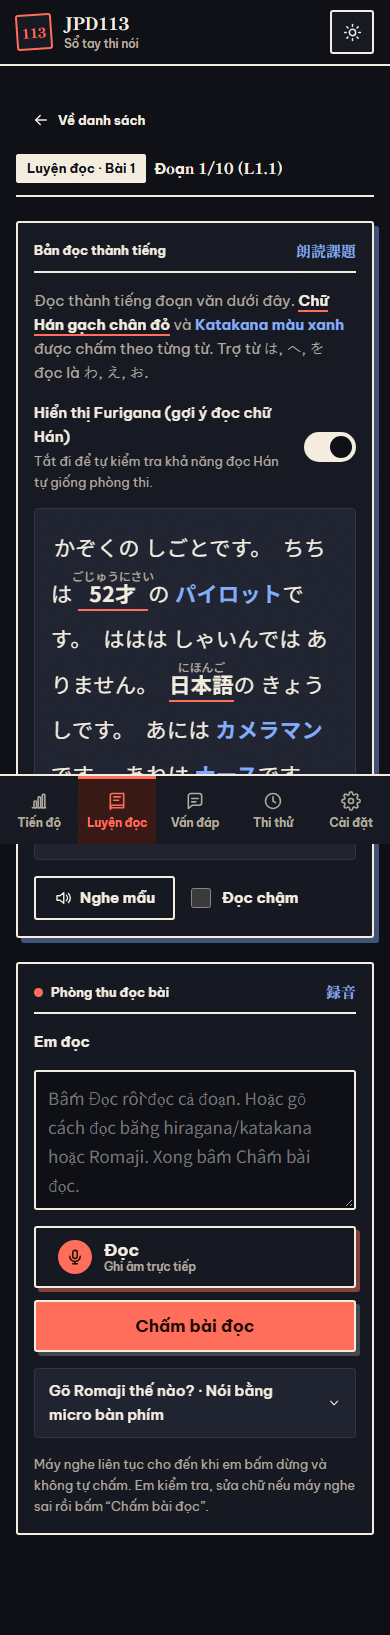 113
JPD113
Sổ tay thi nói
← Về danh sách
Luyện đọc · Bài 1
Đoạn 1/10 (L1.1)
Bản đọc thành tiếng
朗読課題
Đọc thành tiếng đoạn văn dưới đây. Chữ
Hán gạch chân đỏ và Katakana màu xanh
được chấm theo từng từ. Trợ từ は, へ, を
đọc là わ, え, お.
Hiển thị Furigana (gợi ý đọc chữ
Hán)
Tắt đi để tự kiểm tra khả năng đọc Hán
tự giống phòng thi.
かぞくの しごとです。 ちち
ごじゅうにさい
は 52才の パイロットで
す。 ははは しゃいんでは あ
にほんご
りません。 日本語の きょう
しです。 あには カメラマン
です。 あねは ナースです。
Tiến độ
Luyện đọc
Vấn đáp
Thi thử
Cài đặt
Nghe mẫu
Đọc chậm
Phòng thu đọc bài
録音
Em đọc
Bấm Đọc rồi đọc cả đoạn. Hoặc gõ
cách đọc bằng hiragana/katakana
hoặc Romaji. Xong bấm Chấm bài
đọc.
Đọc
Ghi âm trực tiếp
Chấm bài đọc
Gõ Romaji thế nào? · Nói bằng
micro bàn phím
Máy nghe liên tục cho đến khi em bấm dừng và
không tự chấm. Em kiểm tra, sửa chữ nếu máy nghe
sai rồi bấm “Chấm bài đọc”.